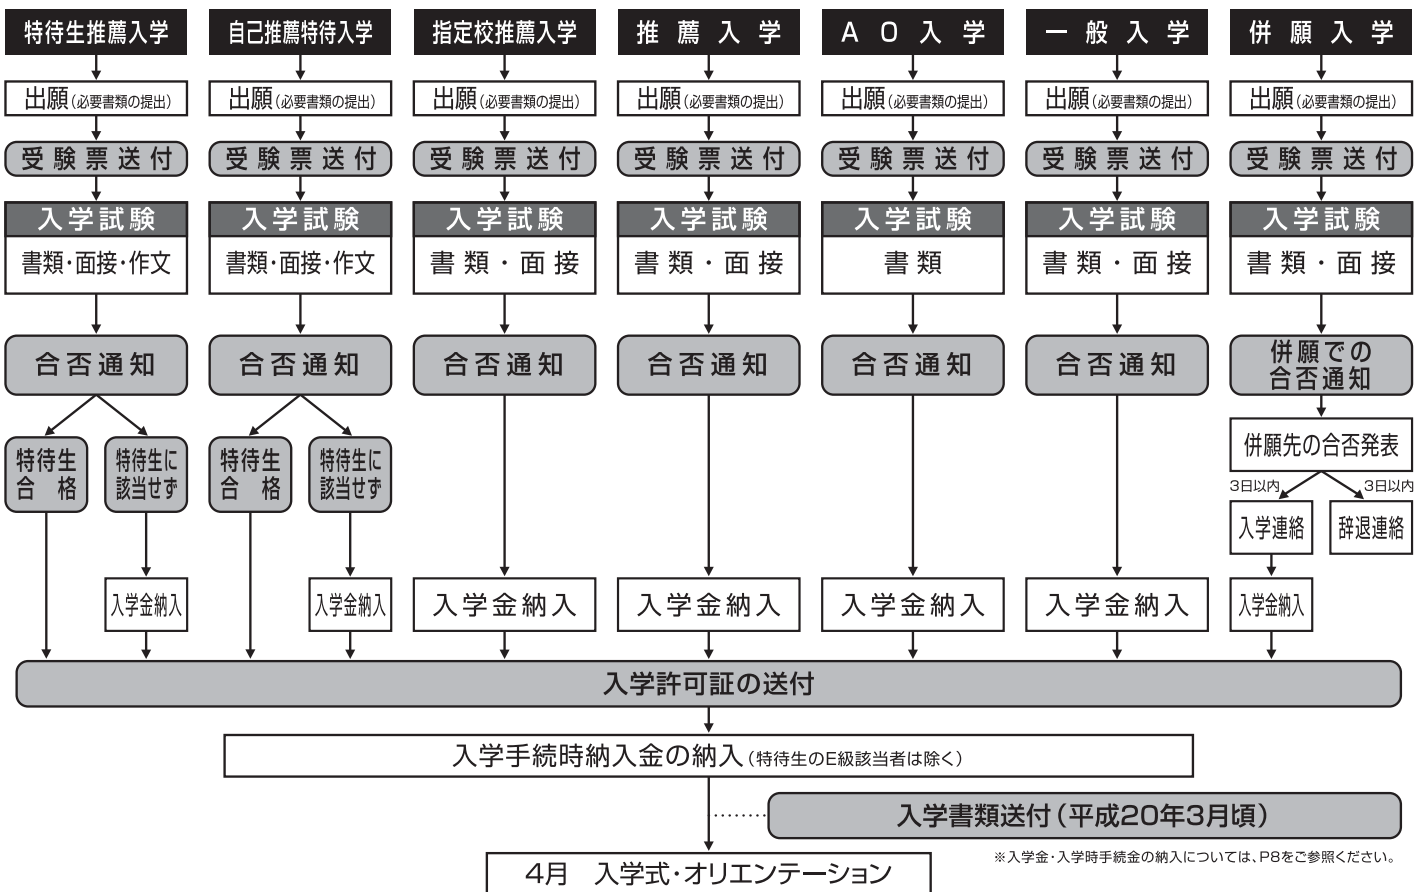 特待生推薦入学
自己推薦特待入学
指定校推薦入学
推薦入学
AO入学
一般入学
併願入学
出願(必要書類の提出)
出願(必要書類の提出)
出願(必要書類の提出)
出願(必要書類の提出)
出願(必要書類の提出)
出願(必要書類の提出)
出願(必要書類の提出)
受験票送付
受験票送付
受験票送付
受験票送付
受験票送付
受験票送付
受験票送付
入学試験
入学試験
入学試験
入学試験
入学試験
入学試験
入学試験
書類・面接・作文
書類・面接・作文
書類・面接
書類・面接
書類
書類・面接
書類・面接
合否通知
合否通知
合否通知
合否通知
合否通知
合否通知
併願での
合否通知
特待生
合格
特待生に
該当せず
特待生
合格
特待生に
該当せず
併願先の合否発表
3日以内
3日以内
入学連絡
辞退連絡
入学金納入
入学金納入
入学金納入
入学金納入
入学金納入
入学金納入
入学金納入
入学許可証の送付
入学手続時納入金の納入(特待生のE級該当者は除く)
入学書類送付(平成20年3月頃)
※入学金・入学時手続金の納入については、P8をご参照ください。
4月 入学式・オリエンテーション